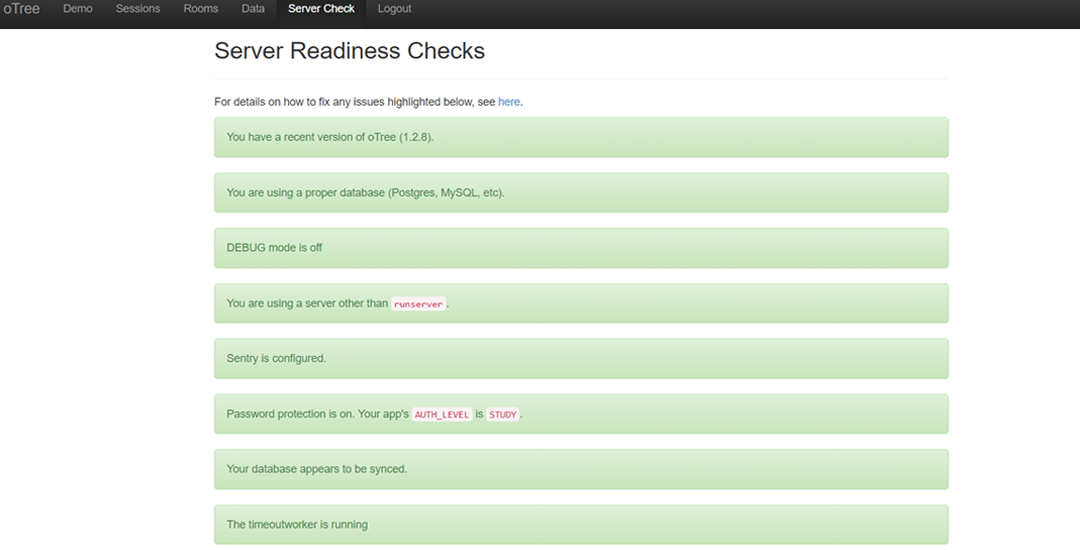 oTree Demo Sessions Rooms Data Server Check Logout
Server Readiness Checks
For details on how to fix any issues highlighted below, see here.
You have a recent version of oTree (1.2.8).
You are using a proper database (Postgres, MySQL, etc).
DEBUG mode is off
You are using a server other than runserver.
Sentry is configured.
Password protection is on. Your app's AUTH_LEVEL is STUDY.
Your database appears to be synced.
The timeoutworker is running